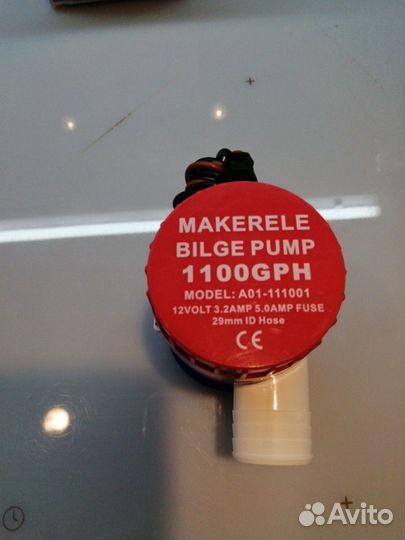 MAKERELE
BILGE PUMP
1100GPH
MODEL: A01-111001
12VOLT 3.2AMP 5.0AMP FUSE
29mm ID Hose
CE
Avito